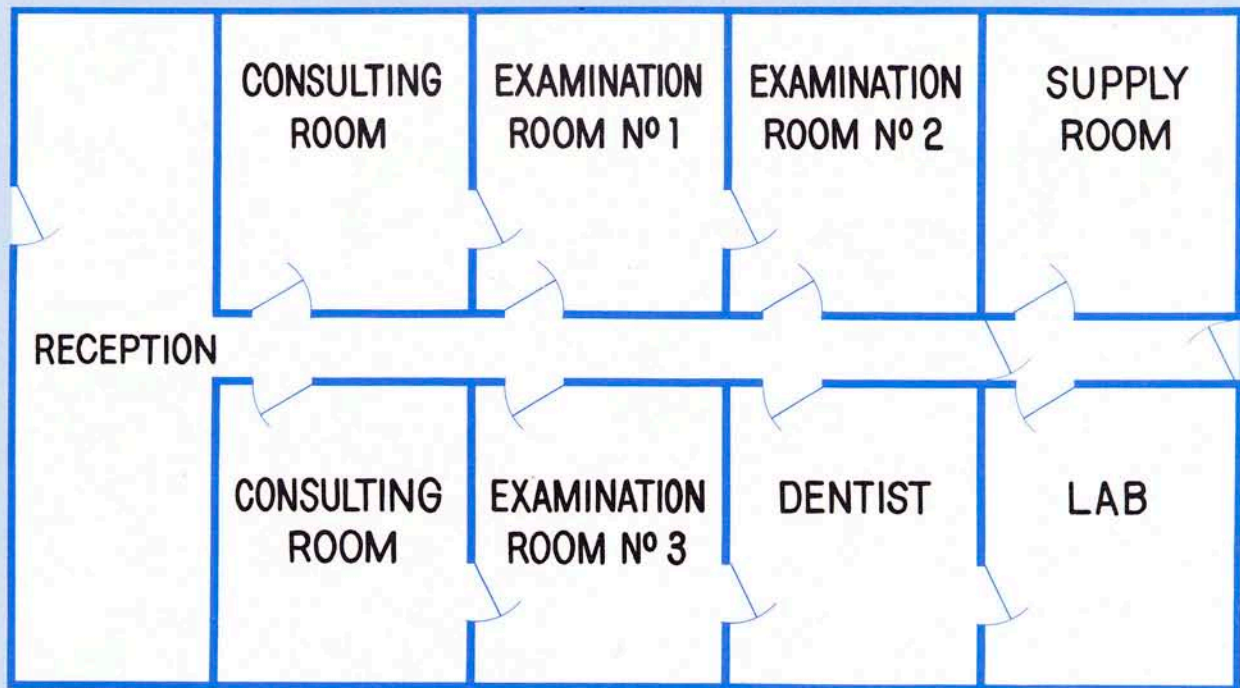 CONSULTING
ROOM
EXAMINATION
ROOM Nº 1
EXAMINATION
ROOM Nº 2
SUPPLY
ROOM
RECEPTION
CONSULTING
ROOM
EXAMINATION
ROOM Nº 3
DENTIST
LAB